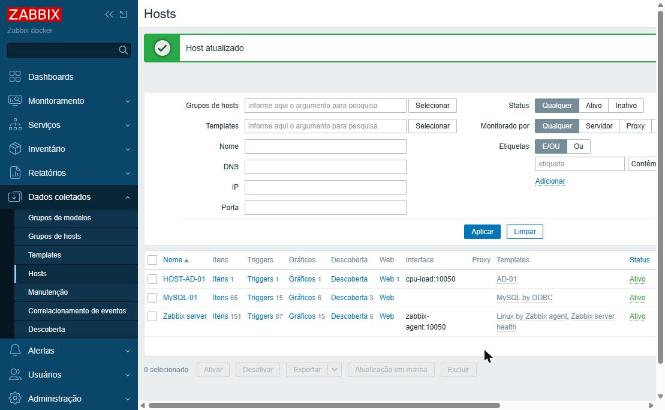 ZABBIX
Zabbix docker
Dashboards
Monitoramento
Serviços
Inventário
Relatórios
Dados coletados
Grupos de modelos
Grupos de hosts
Templates
Hosts
Manutenção
Correlacionamento de eventos
Descoberta
Alertas
Usuários
Administração
Hosts
Host atualizado
Grupos de hosts informe aqui o argumento para pesquisa Selecionar Status Qualquer Ativo Inativo
Templates informe aqui o argumento para pesquisa Selecionar Monitorado por Qualquer Servidor Proxy
Nome Etiquetas E/OU Ou
DNS etiqueta Contém
IP Adicionar
Porta
Aplicar Limpar
Nome Itens Triggers Gráficos Descoberta Web Interface Proxy Templates Status
HOST-AD-01 Itens 1 Triggers 1 Gráficos 1 Descoberta Web 1 cpu-load:10050 AD-01 Ativo
MySQL-01 Itens 65 Triggers 15 Gráficos 6 Descoberta 3 Web MySQL by ODBC Ativo
Zabbix server Itens 151 Triggers 87 Gráficos 15 Descoberta 6 Web zabbix-agent:10050 Linux by Zabbix agent, Zabbix server health Ativo
0 selecionado Ativar Desativar Exportar Atualização em massa Excluir